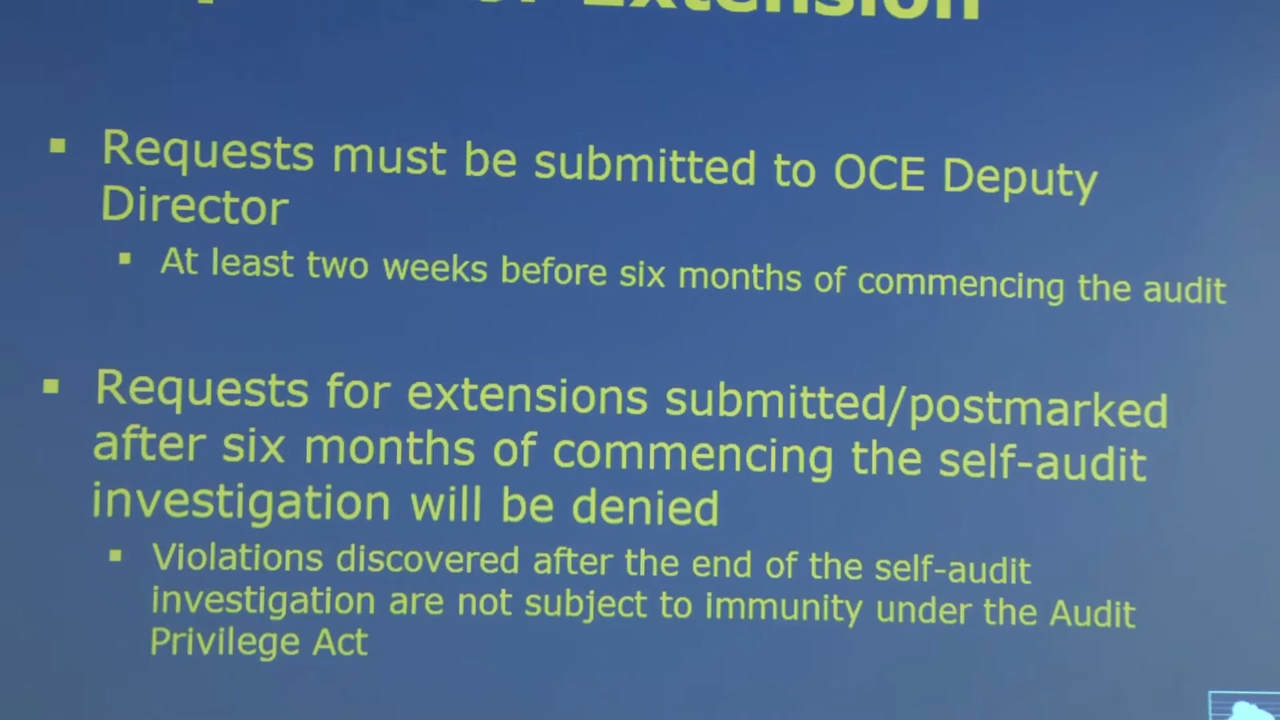 Extension
Requests must be submitted to OCE Deputy
Director
At least two weeks before six months of commencing the audit
Requests for extensions submitted/postmarked
after six months of commencing the self-audit
investigation will be denied
Violations discovered after the end of the self-audit
investigation are not subject to immunity under the Audit
Privilege Act